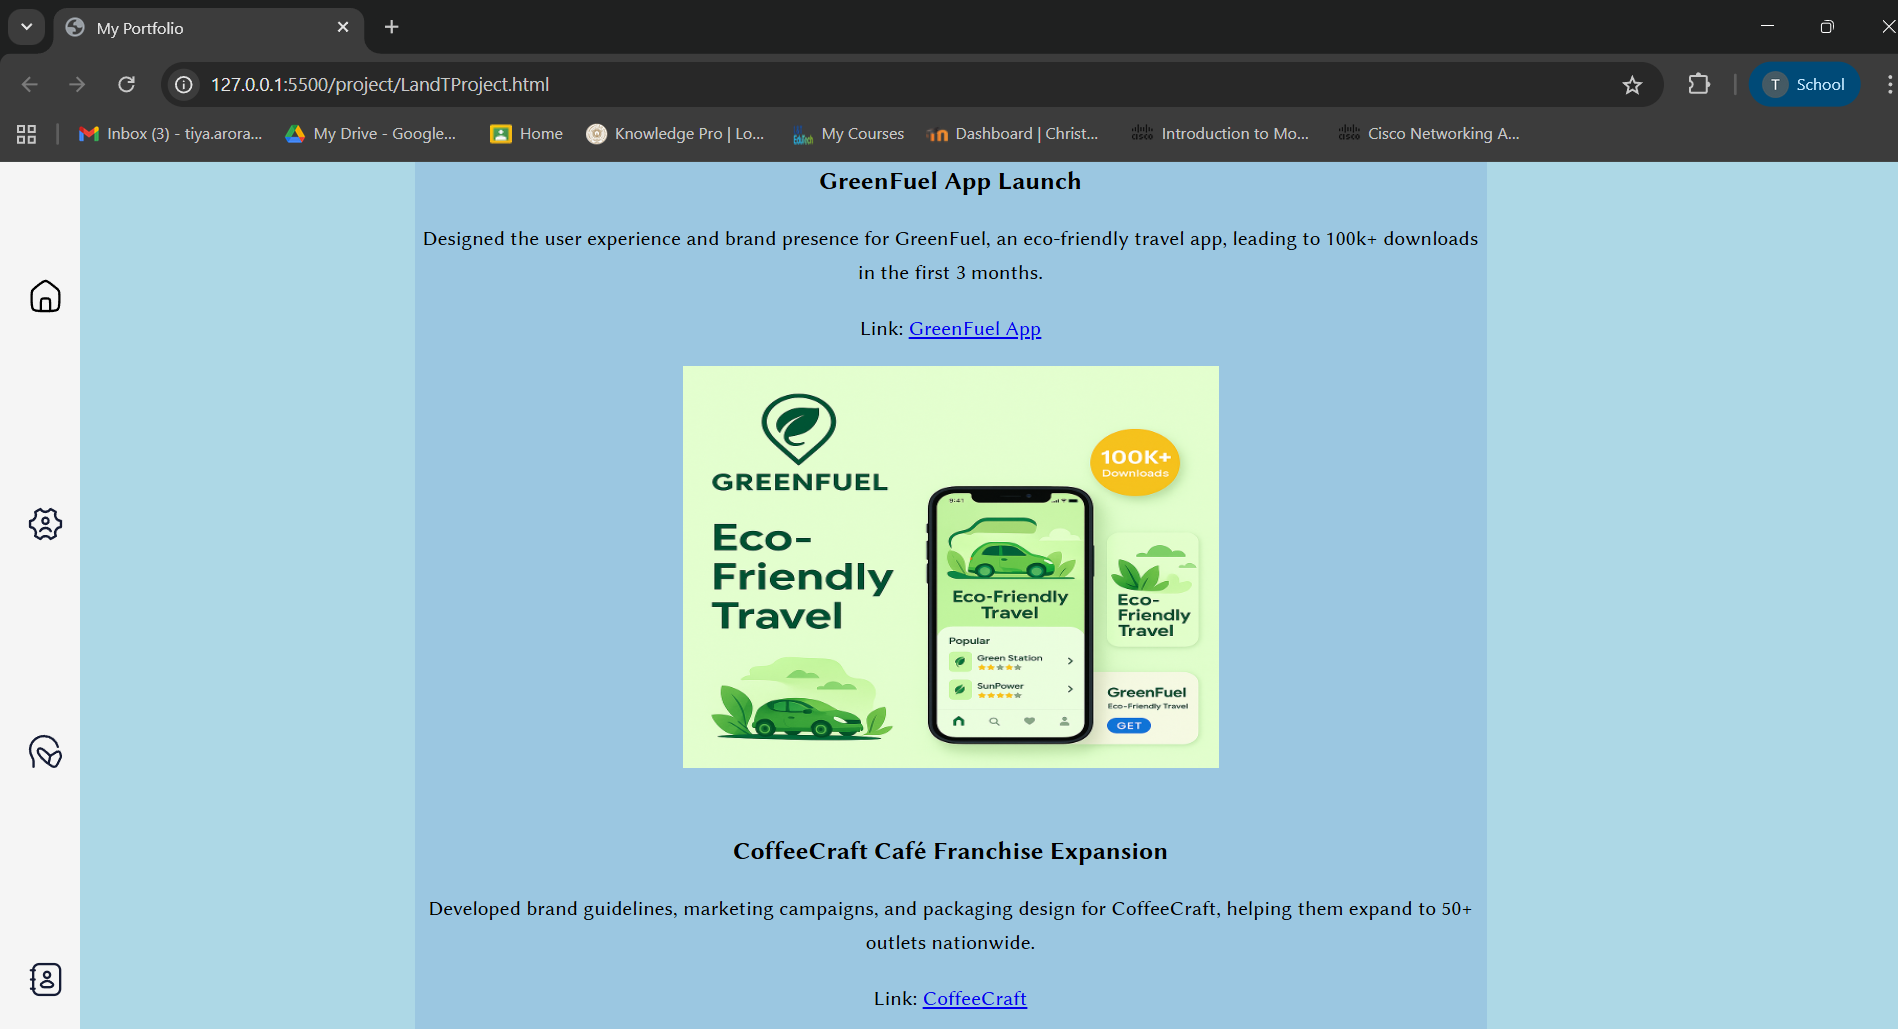 My Portfolio
127.0.0.1:5500/project/LandTProject.html
T School
Inbox (3) - tiya.arora... My Drive - Google... Home Knowledge Pro | Lo... My Courses Dashboard | Christ... Introduction to Mo... Cisco Networking A...
GreenFuel App Launch
Designed the user experience and brand presence for GreenFuel, an eco-friendly travel app, leading to 100k+ downloads
in the first 3 months.
Link: GreenFuel App
GREENFUEL
Eco-
Friendly
Travel
100K+
Downloads
9:41
Eco-Friendly
Travel
Popular
Green Station
SunPower
Eco-
Friendly
Travel
GreenFuel
Eco-Friendly Travel
GET
CoffeeCraft Café Franchise Expansion
Developed brand guidelines, marketing campaigns, and packaging design for CoffeeCraft, helping them expand to 50+
outlets nationwide.
Link: CoffeeCraft